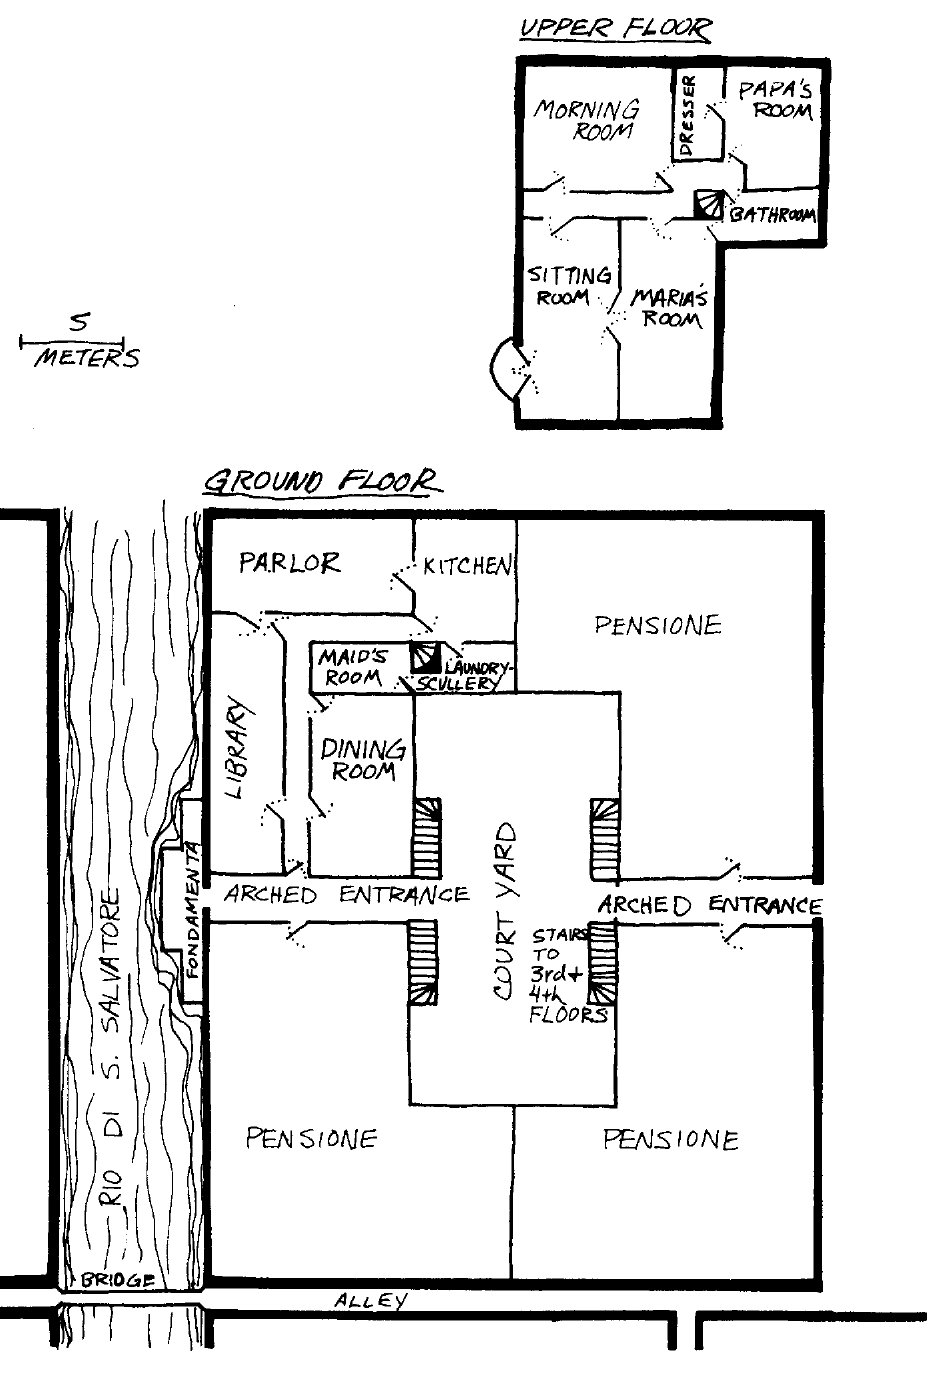 UPPER FLOOR
MORNING
ROOM
DRESSER
PAPA'S
ROOM
BATHROOM
SITTING
ROOM
MARIA'S
ROOM
5
METERS
GROUND FLOOR
PARLOR
KITCHEN
PENSIONE
MAID'S
ROOM
LAUNDRY-
SCULLERY
LIBRARY
DINING
ROOM
COURT YARD
FONDAMENTA
ARCHED ENTRANCE
ARCHED ENTRANCE
STAIRS
TO
3rd +
4th
FLOORS
RIO DI S. SALVATORE
PENSIONE
PENSIONE
BRIDGE
ALLEY